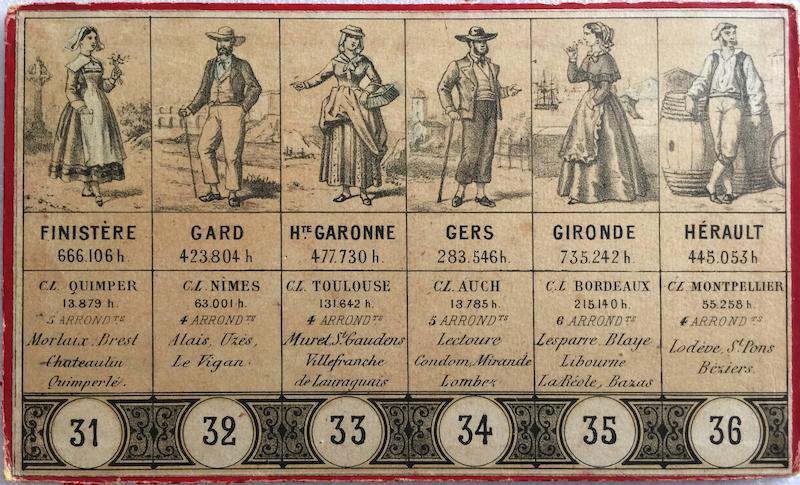 FINISTÈRE
666.106 h.
C.L. QUIMPER
13.879 h.
5 ARRONDTS
Morlaix, Brest
Chateaulin
Quimperlé.
31
GARD
423.804 h
C.L. NÎMES
63.001 h.
4 ARRONDTS
Alais, Uzès,
Le Vigan.
32
HTE GARONNE
477.730 h.
C.L. TOULOUSE
131.642 h.
4 ARRONDTS
Muret, St Gaudens
Villefranche
de Lauraguais
33
GERS
283.546 h.
C.L. AUCH
13.785 h.
5 ARRONDTS
Lectoure
Condom, Mirande
Lombez
34
GIRONDE
735.242 h.
C.L. BORDEAUX
215.140 h.
6 ARRONDTS
Lesparre, Blaye,
Libourne
La Réole, Bazas
35
HÉRAULT
445.053 h
C.L. MONTPELLIER
55.258 h.
4 ARRONDTS
Lodève, St Pons
Béziers.
36